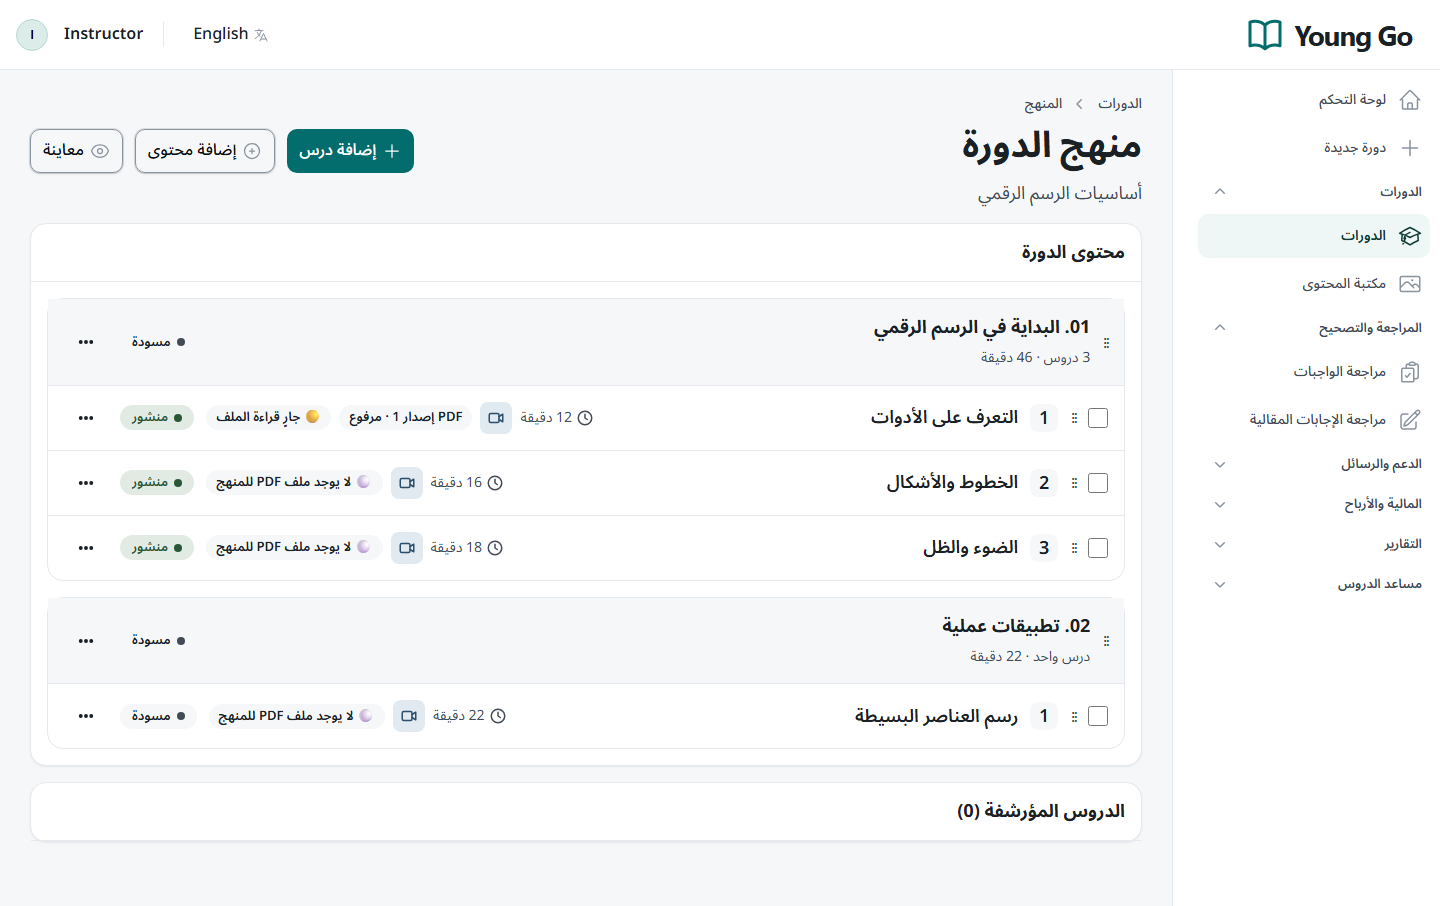 Young Go
English
Instructor
I
لوحة التحكم
دورة جديدة
الدورات
الدورات
مكتبة المحتوى
المراجعة والتصحيح
مراجعة الواجبات
مراجعة الإجابات المقالية
الدعم والرسائل
المالية والأرباح
التقارير
مساعد الدروس
الدورات
المنهج
منهج الدورة
أساسيات الرسم الرقمي
إضافة درس
إضافة محتوى
معاينة
محتوى الدورة
01. البداية في الرسم الرقمي
3 دروس · 46 دقيقة
مسودة
1 التعرف على الأدوات 12 دقيقة PDF إصدار 1 · مرفوع جارٍ قراءة الملف منشور
2 الخطوط والأشكال 16 دقيقة لا يوجد ملف PDF للمنهج منشور
3 الضوء والظل 18 دقيقة لا يوجد ملف PDF للمنهج منشور
02. تطبيقات عملية
درس واحد · 22 دقيقة
مسودة
1 رسم العناصر البسيطة 22 دقيقة لا يوجد ملف PDF للمنهج مسودة
الدروس المؤرشفة (0)